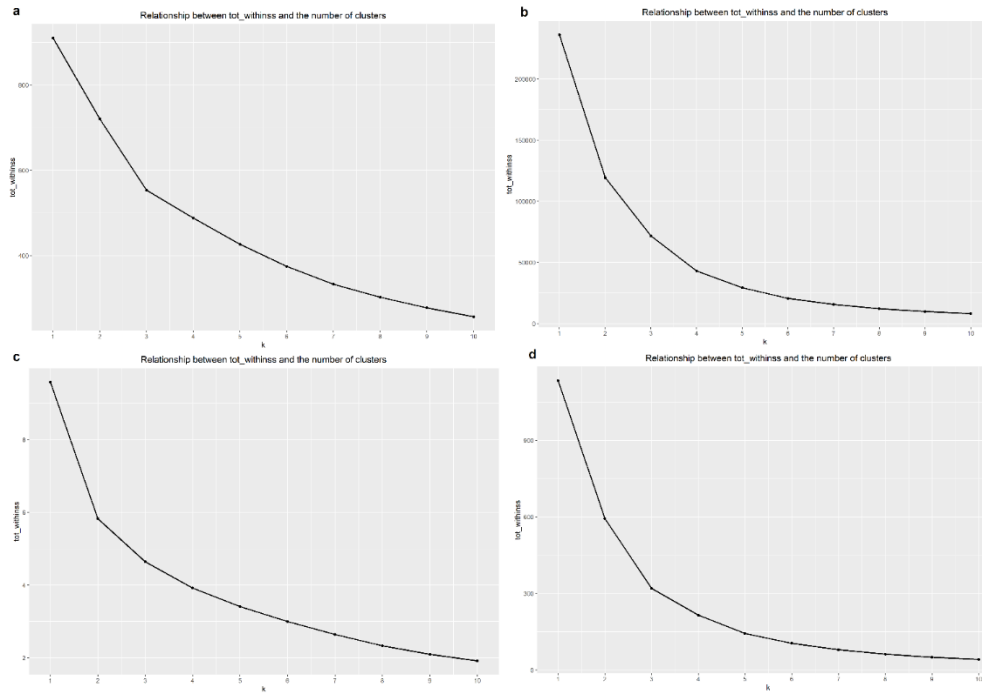 a
Relationship between tot_withinss and the number of clusters
800
600
400
tot_withinss
1 2 3 4 5 6 7 8 9 10
k
b
Relationship between tot_withinss and the number of clusters
200000
150000
100000
50000
0
tot_withinss
1 2 3 4 5 6 7 8 9 10
k
c
Relationship between tot_withinss and the number of clusters
8
6
4
2
tot_withinss
1 2 3 4 5 6 7 8 9 10
k
d
Relationship between tot_withinss and the number of clusters
900
600
300
0
tot_withinss
1 2 3 4 5 6 7 8 9 10
k